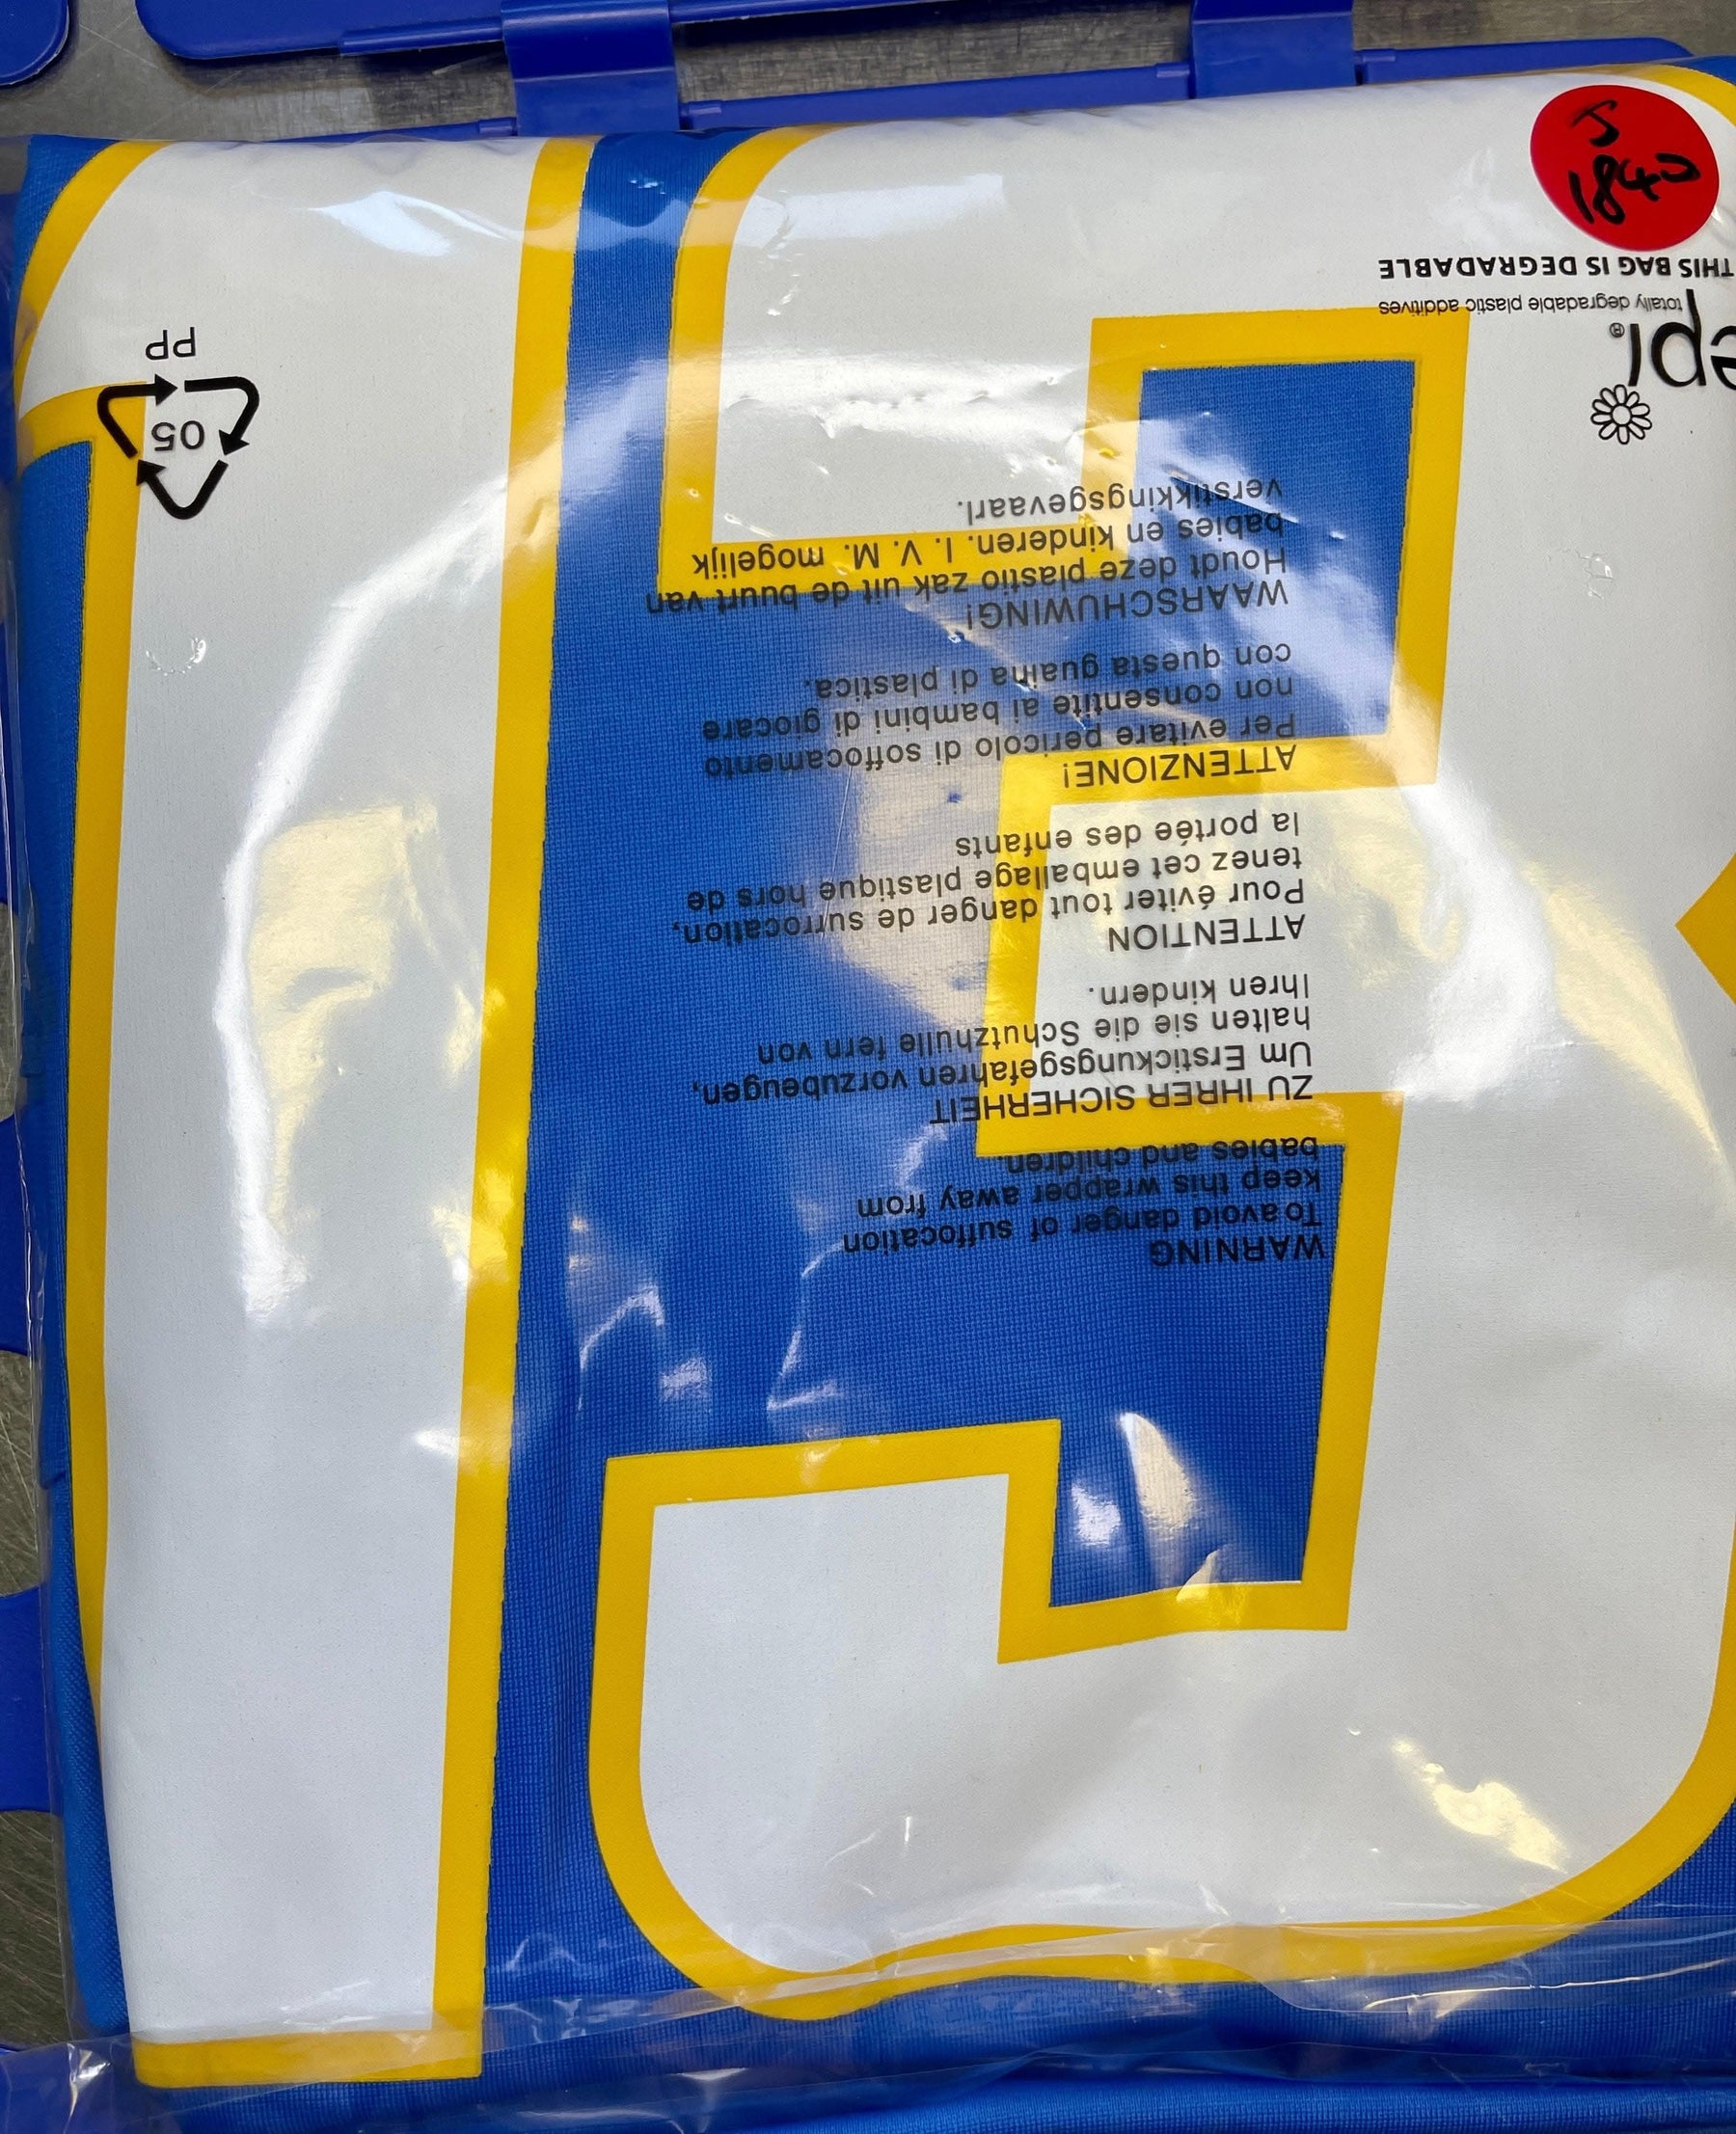 13
WARNING
To avoid danger of suffocation
keep this wrapper away from
babies and children.
ZU IHRER SICHERHEIT
Um Erstickungsgefahren vorzubeugen,
halten sie die Schutzhulle fern von
Ihren kindern.
ATTENTION
Pour éviter tout danger de surrocation,
tenez cet emballage plastique hors de
la portée des enfants
ATTENZIONE!
Per evitare pericolo di soffocamento
non consentite ai bambini di giocare
con questa guaina di plastica.
WAARSCHUWING!
Houdt deze plastio zak uit de buurt van
babies en kinderen. I. V. M. mogelijk
verstikkingsgevaarl.
05
PP
epi®
totally degradable plastic additives
THIS BAG IS DEGRADABLE
1840